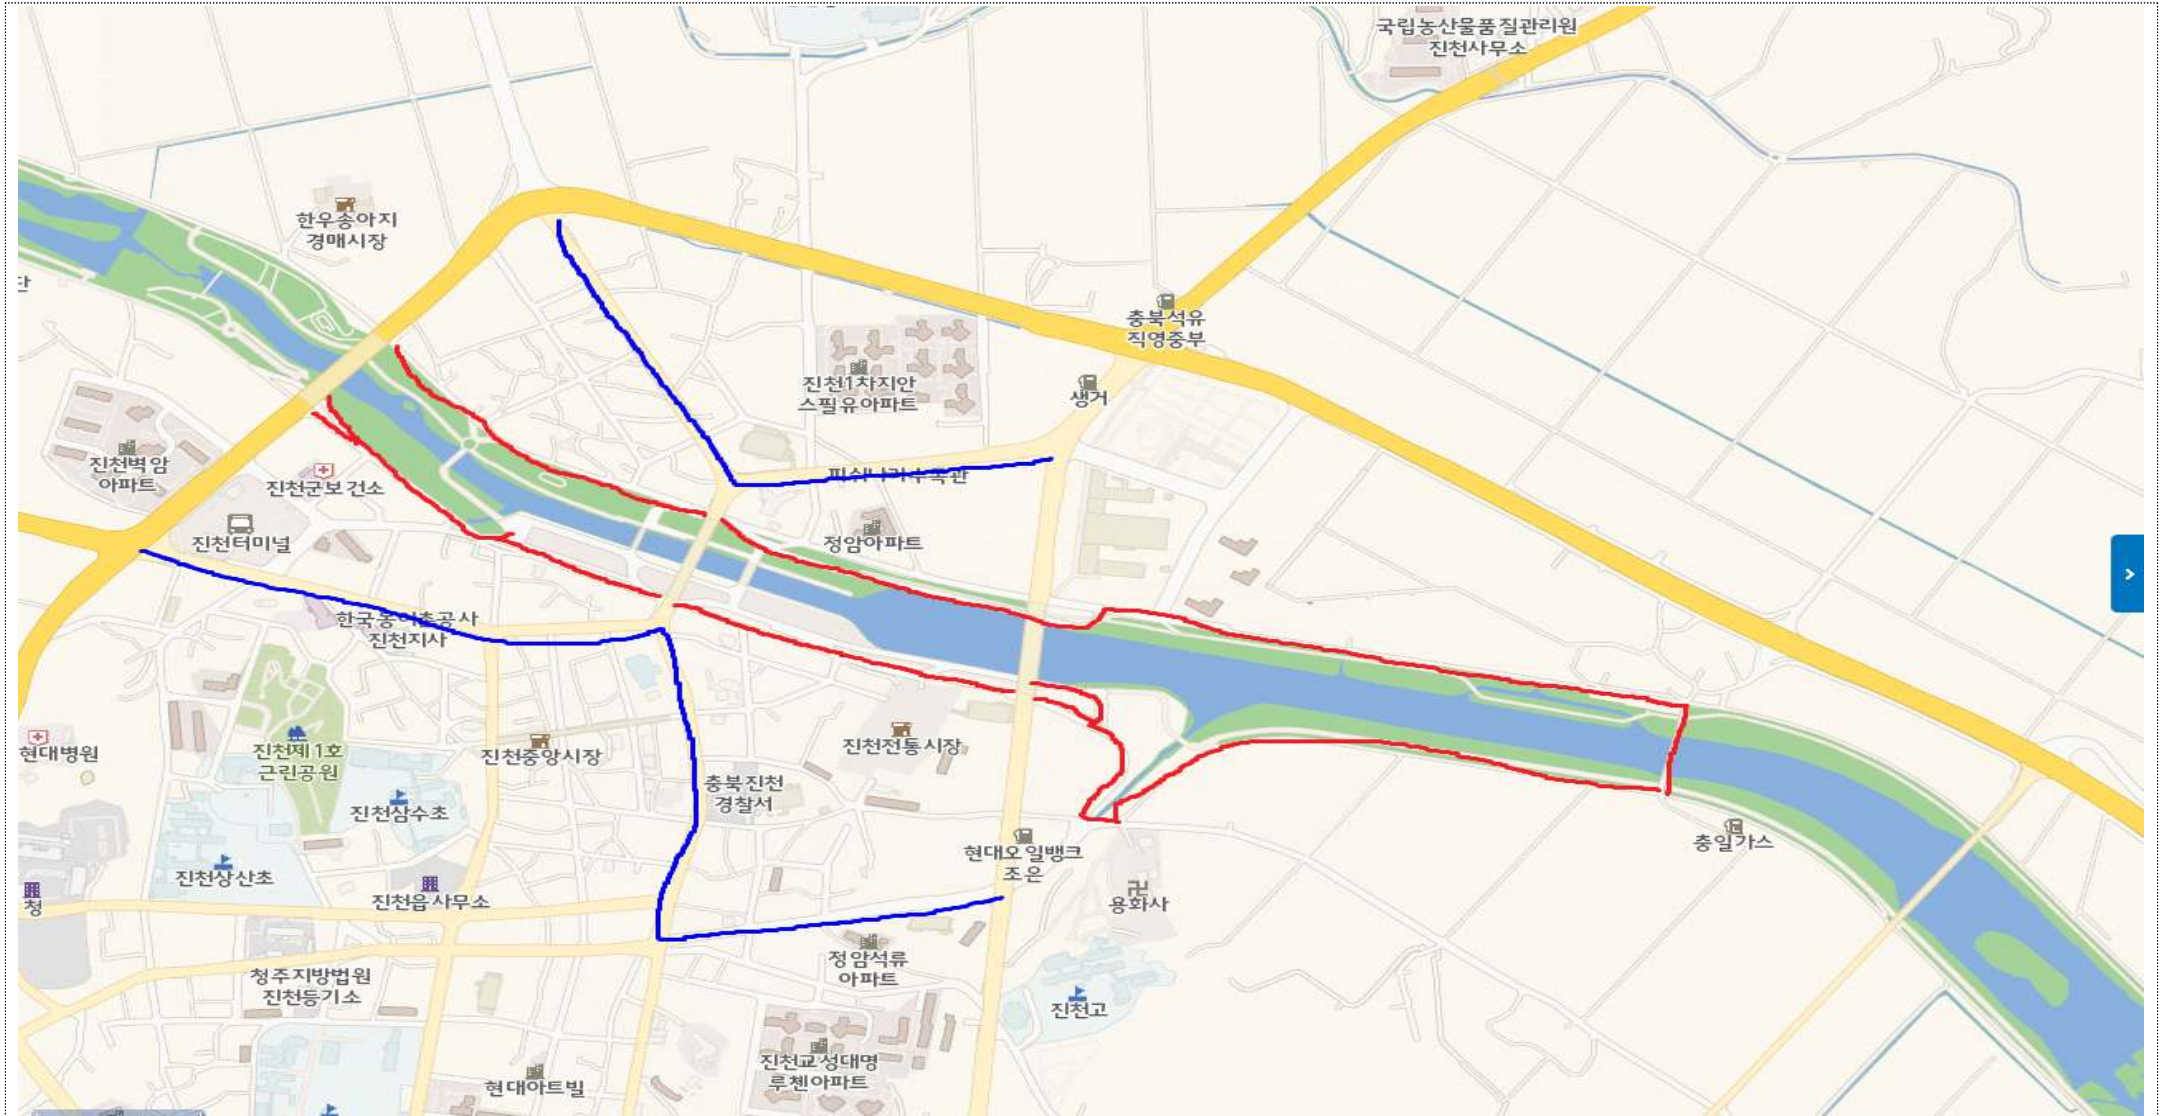 국립농산물품질관리원
진천사무소
한우송아지
경매시장
단
충북석유
직영중부
생거
진천1차지안
스필유아파트
진천벽암
아파트
진천군보건소
피쉬나라수족관
진천터미널
정암아파트
>
한국농어촌공사
진천지사
현대병원
진천제1호
근린공원
진천중앙시장
진천전통시장
충북진천
경찰서
진천삼수초
현대오일뱅크
조은
충일가스
진천상산초
진천읍사무소
청
용화사
정암석류
아파트
청주지방법원
진천등기소
진천고
진천교성대명
루첸아파트
현대아트빌